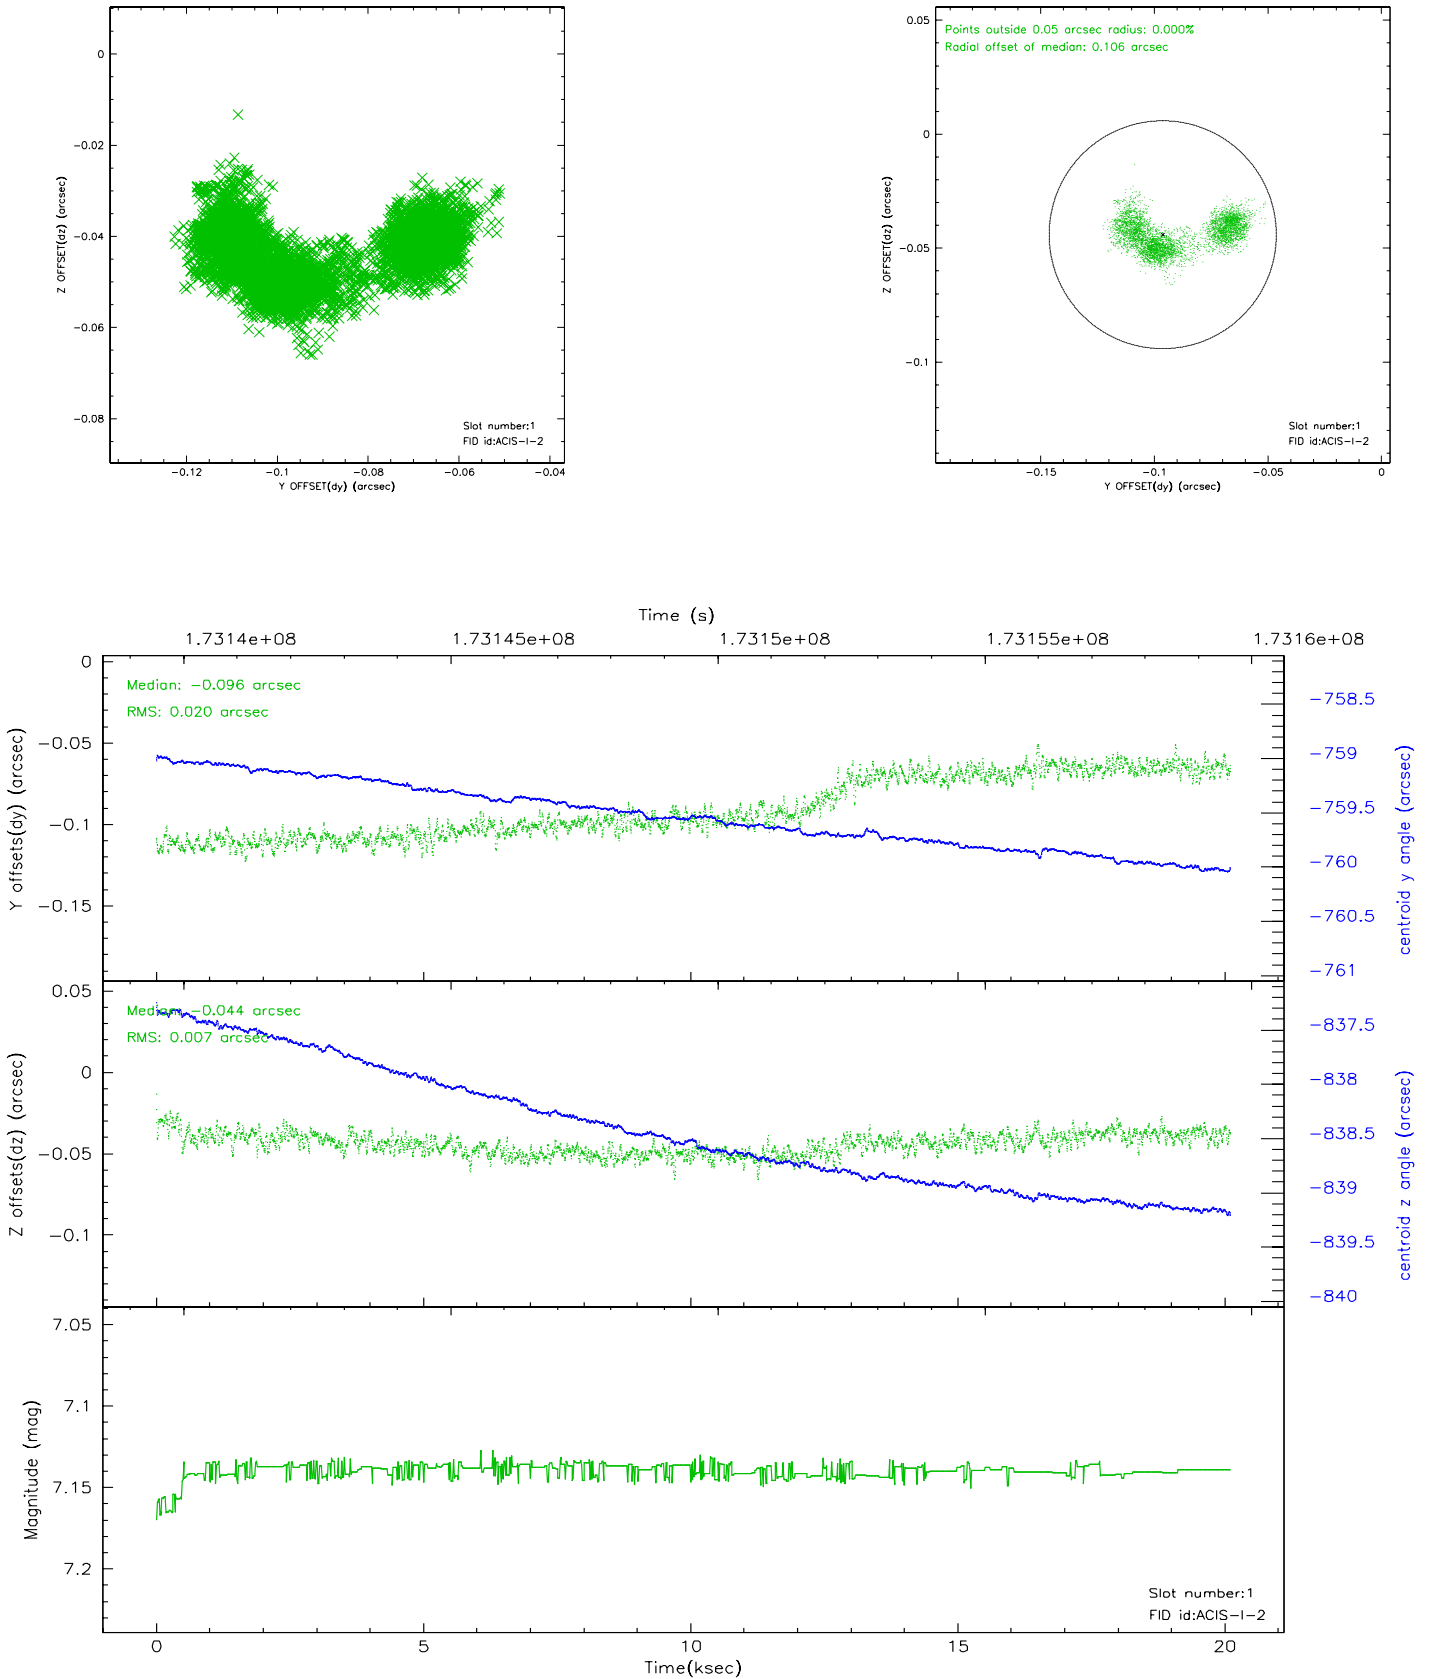 0
-0.02
-0.04
-0.06
-0.08
Z OFFSET(dz) (arcsec)
Slot number:1
FID id:ACIS-I-2
-0.12 -0.1 -0.08 -0.06 -0.04
Y OFFSET(dy) (arcsec)
0.05
Points outside 0.05 arcsec radius: 0.000%
Radial offset of median: 0.106 arcsec
0
-0.05
-0.1
Z OFFSET(dz) (arcsec)
Slot number:1
FID id:ACIS-I-2
-0.15 -0.1 -0.05 0
Y OFFSET(dy) (arcsec)
Time (s)
1.7314e+08 1.73145e+08 1.7315e+08 1.73155e+08 1.7316e+08
0
-0.05
-0.1
-0.15
Y offsets(dy) (arcsec)
Median: -0.096 arcsec
RMS: 0.020 arcsec
-758.5
-759
-759.5
-760
-760.5
-761
centroid y angle (arcsec)
0.05
0
-0.05
-0.1
Z offsets(dz) (arcsec)
Median: -0.044 arcsec
RMS: 0.007 arcsec
-837.5
-838
-838.5
-839
-839.5
-840
centroid z angle (arcsec)
7.05
7.1
7.15
7.2
Magnitude (mag)
Slot number:1
FID id:ACIS-I-2
0 5 10 15 20
Time(ksec)